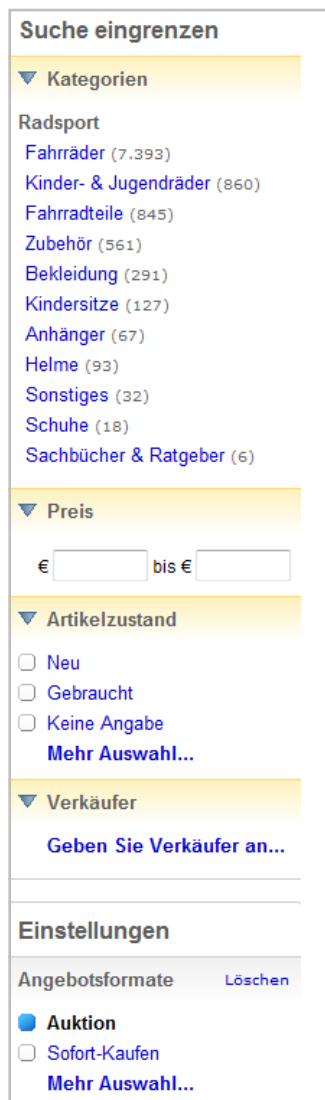 Suche eingrenzen
Kategorien
Radsport
Fahrräder (7.393)
Kinder- & Jugendräder (860)
Fahrradteile (845)
Zubehör (561)
Bekleidung (291)
Kindersitze (127)
Anhänger (67)
Helme (93)
Sonstiges (32)
Schuhe (18)
Sachbücher & Ratgeber (6)
Preis
€ bis €
Artikelzustand
Neu
Gebraucht
Keine Angabe
Mehr Auswahl...
Verkäufer
Geben Sie Verkäufer an...
Einstellungen
Angebotsformate Löschen
Auktion
Sofort-Kaufen
Mehr Auswahl...